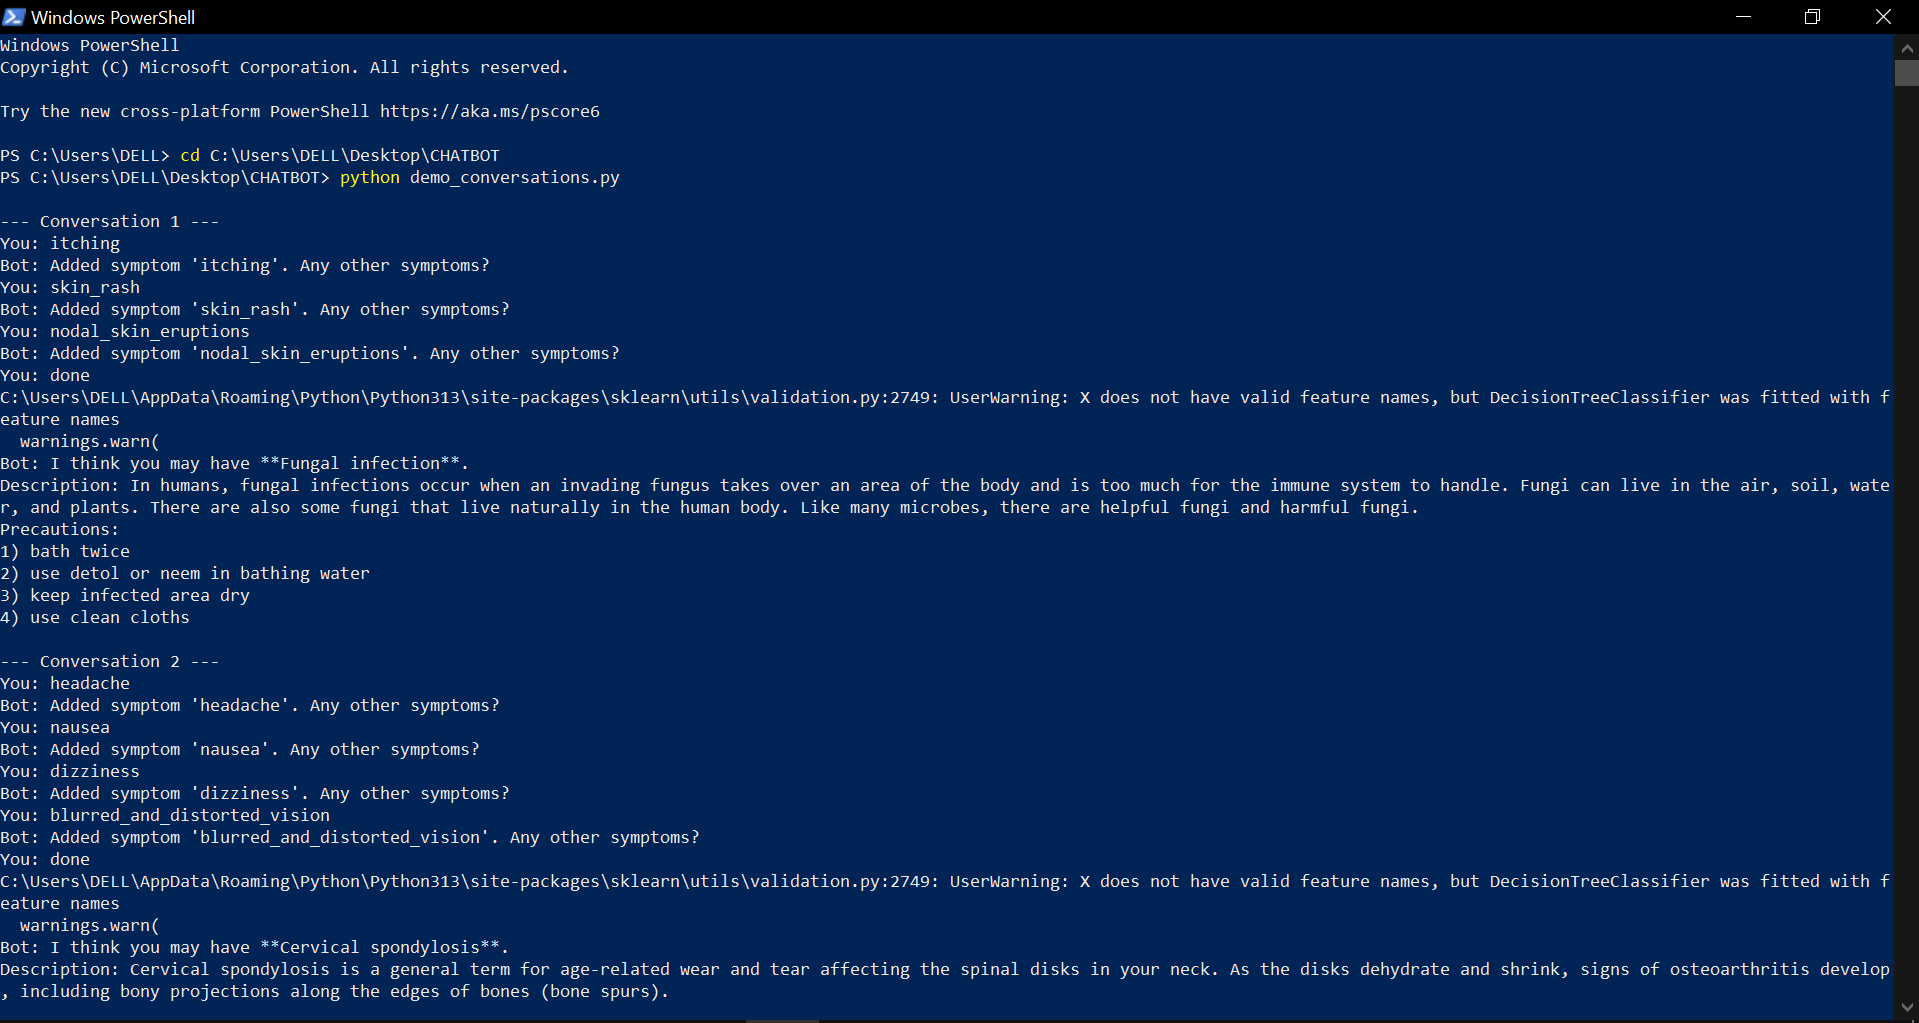 Windows PowerShell
Windows PowerShell
Copyright (C) Microsoft Corporation. All rights reserved.
Try the new cross-platform PowerShell https://aka.ms/pscore6
PS C:\Users\DELL> cd C:\Users\DELL\Desktop\CHATBOT
PS C:\Users\DELL\Desktop\CHATBOT> python demo_conversations.py
--- Conversation 1 ---
You: itching
Bot: Added symptom 'itching'. Any other symptoms?
You: skin_rash
Bot: Added symptom 'skin_rash'. Any other symptoms?
You: nodal_skin_eruptions
Bot: Added symptom 'nodal_skin_eruptions'. Any other symptoms?
You: done
C:\Users\DELL\AppData\Roaming\Python\Python313\site-packages\sklearn\utils\validation.py:2749: UserWarning: X does not have valid feature names, but DecisionTreeClassifier was fitted with f
eature names
  warnings.warn(
Bot: I think you may have **Fungal infection**.
Description: In humans, fungal infections occur when an invading fungus takes over an area of the body and is too much for the immune system to handle. Fungi can live in the air, soil, wate
r, and plants. There are also some fungi that live naturally in the human body. Like many microbes, there are helpful fungi and harmful fungi.
Precautions:
1) bath twice
2) use detol or neem in bathing water
3) keep infected area dry
4) use clean cloths
--- Conversation 2 ---
You: headache
Bot: Added symptom 'headache'. Any other symptoms?
You: nausea
Bot: Added symptom 'nausea'. Any other symptoms?
You: dizziness
Bot: Added symptom 'dizziness'. Any other symptoms?
You: blurred_and_distorted_vision
Bot: Added symptom 'blurred_and_distorted_vision'. Any other symptoms?
You: done
C:\Users\DELL\AppData\Roaming\Python\Python313\site-packages\sklearn\utils\validation.py:2749: UserWarning: X does not have valid feature names, but DecisionTreeClassifier was fitted with f
eature names
  warnings.warn(
Bot: I think you may have **Cervical spondylosis**.
Description: Cervical spondylosis is a general term for age-related wear and tear affecting the spinal disks in your neck. As the disks dehydrate and shrink, signs of osteoarthritis develop
, including bony projections along the edges of bones (bone spurs).